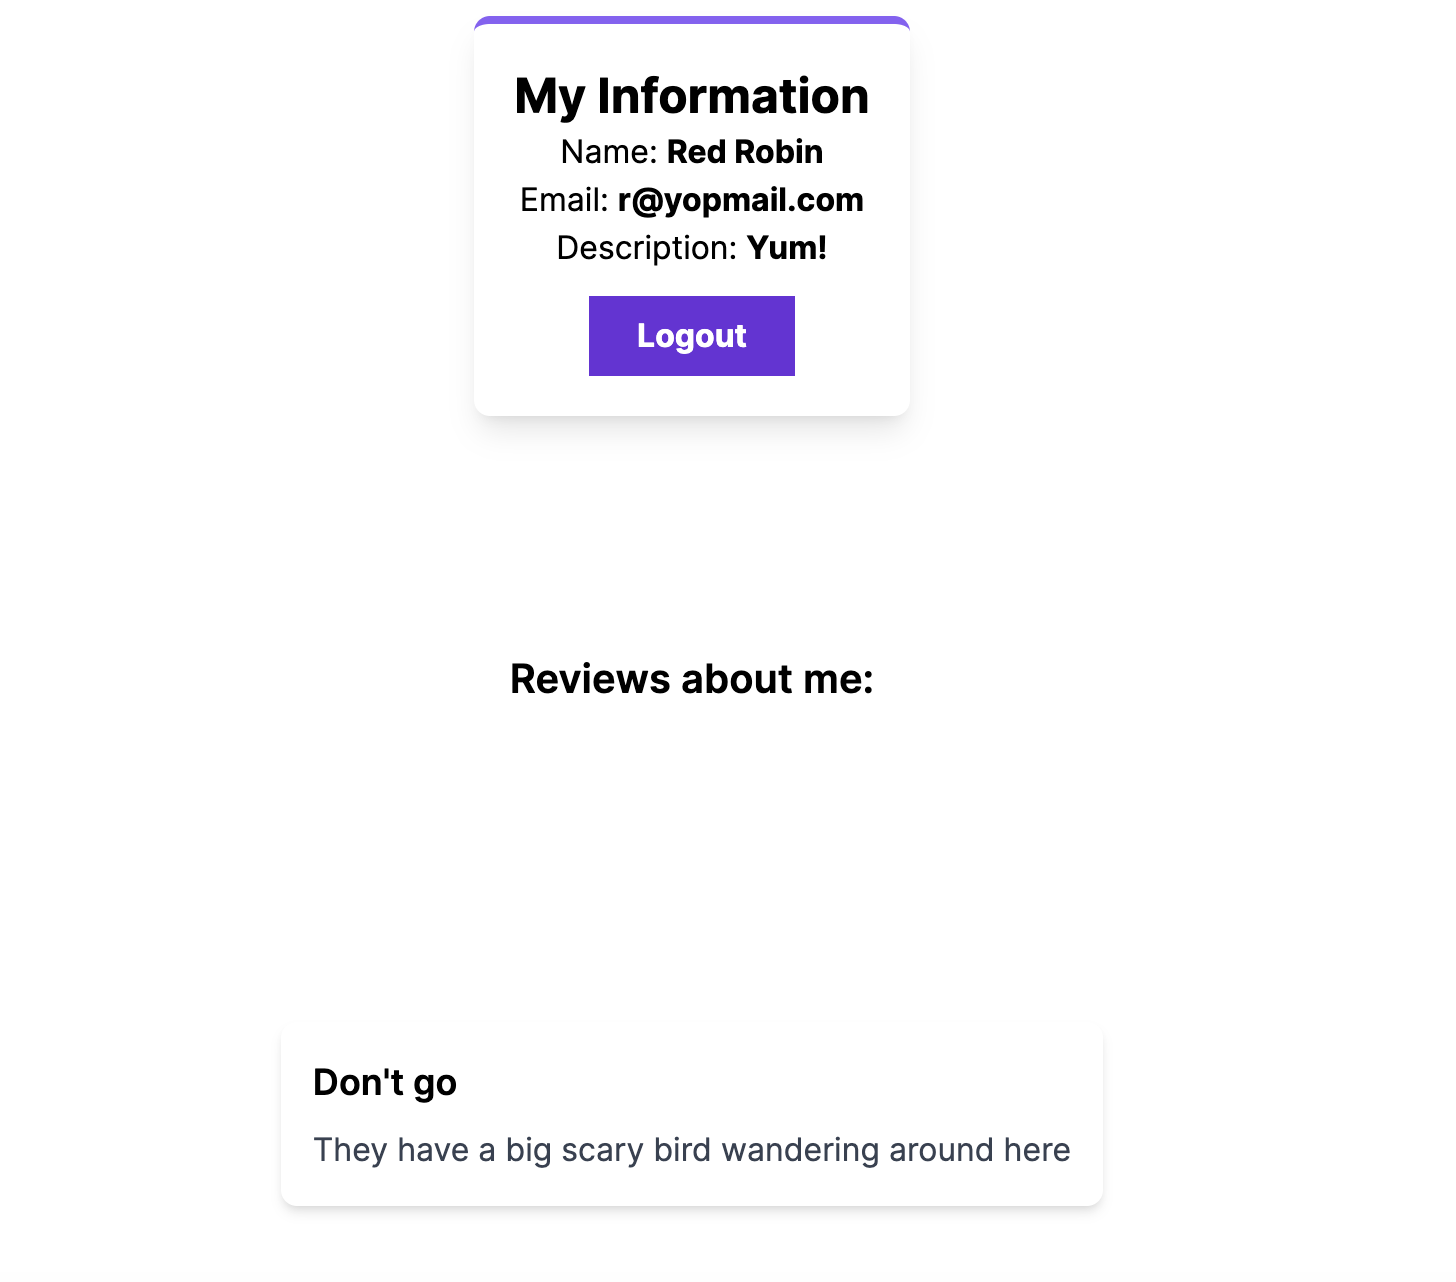 My Information
Name: Red Robin
Email: r@yopmail.com
Description: Yum!
Logout
Reviews about me:
Don't go
They have a big scary bird wandering around here